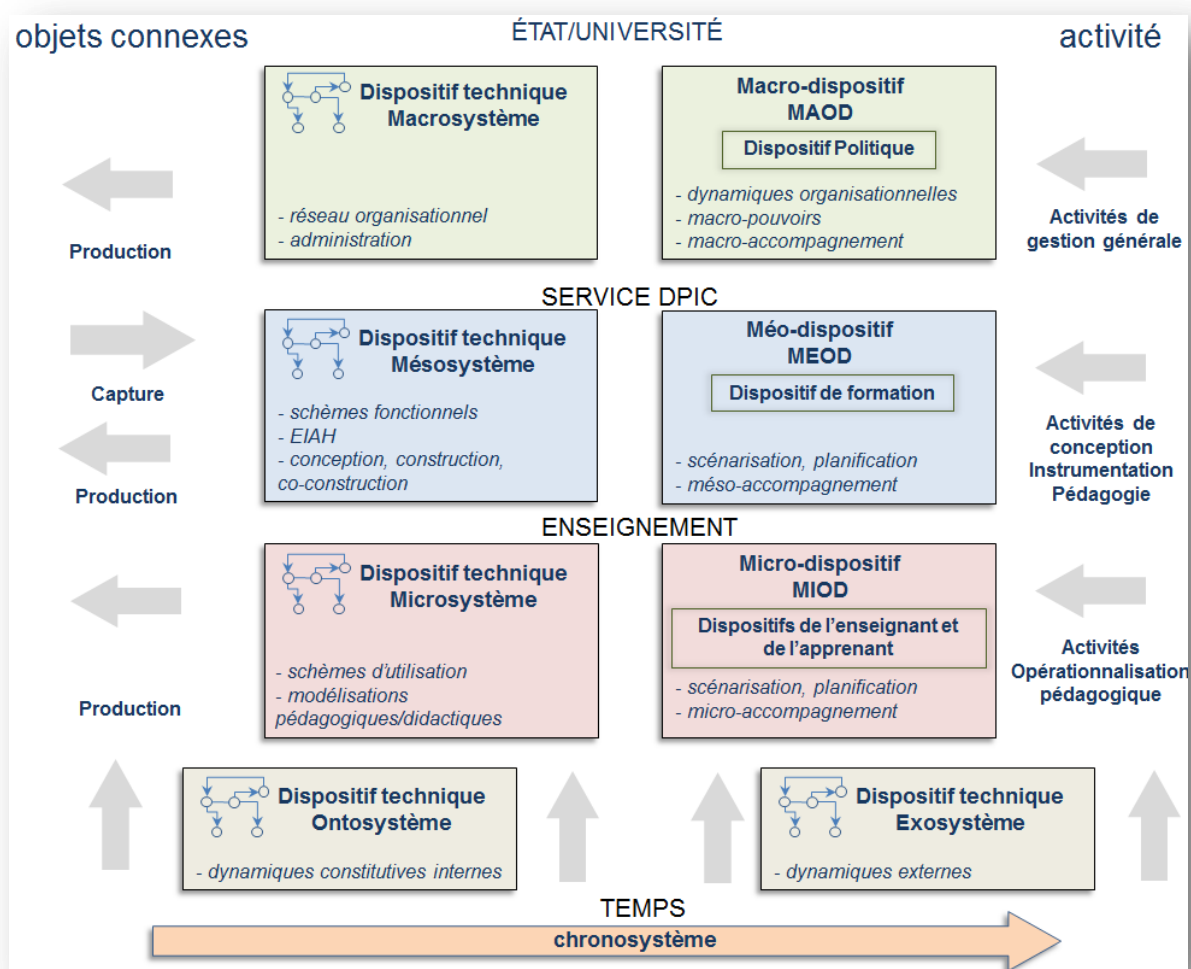 objets connexes
ÉTAT/UNIVERSITÉ
activité
Dispositif technique
Macrosystème
- réseau organisationnel
- administration
Macro-dispositif
MAOD
Dispositif Politique
- dynamiques organisationnelles
- macro-pouvoirs
- macro-accompagnement
Production
Activités de
gestion générale
SERVICE DPIC
Dispositif technique
Mésosystème
- schèmes fonctionnels
- EIAH
- conception, construction,
co-construction
Méo-dispositif
MEOD
Dispositif de formation
- scénarisation, planification
- méso-accompagnement
Capture
Production
Activités de
conception
Instrumentation
Pédagogie
ENSEIGNEMENT
Dispositif technique
Microsystème
- schèmes d'utilisation
- modélisations
pédagogiques/didactiques
Micro-dispositif
MIOD
Dispositifs de l'enseignant et
de l'apprenant
- scénarisation, planification
- micro-accompagnement
Production
Activités
Opérationnalisation
pédagogique
Dispositif technique
Ontosystème
- dynamiques constitutives internes
Dispositif technique
Exosystème
- dynamiques externes
TEMPS
chronosystème